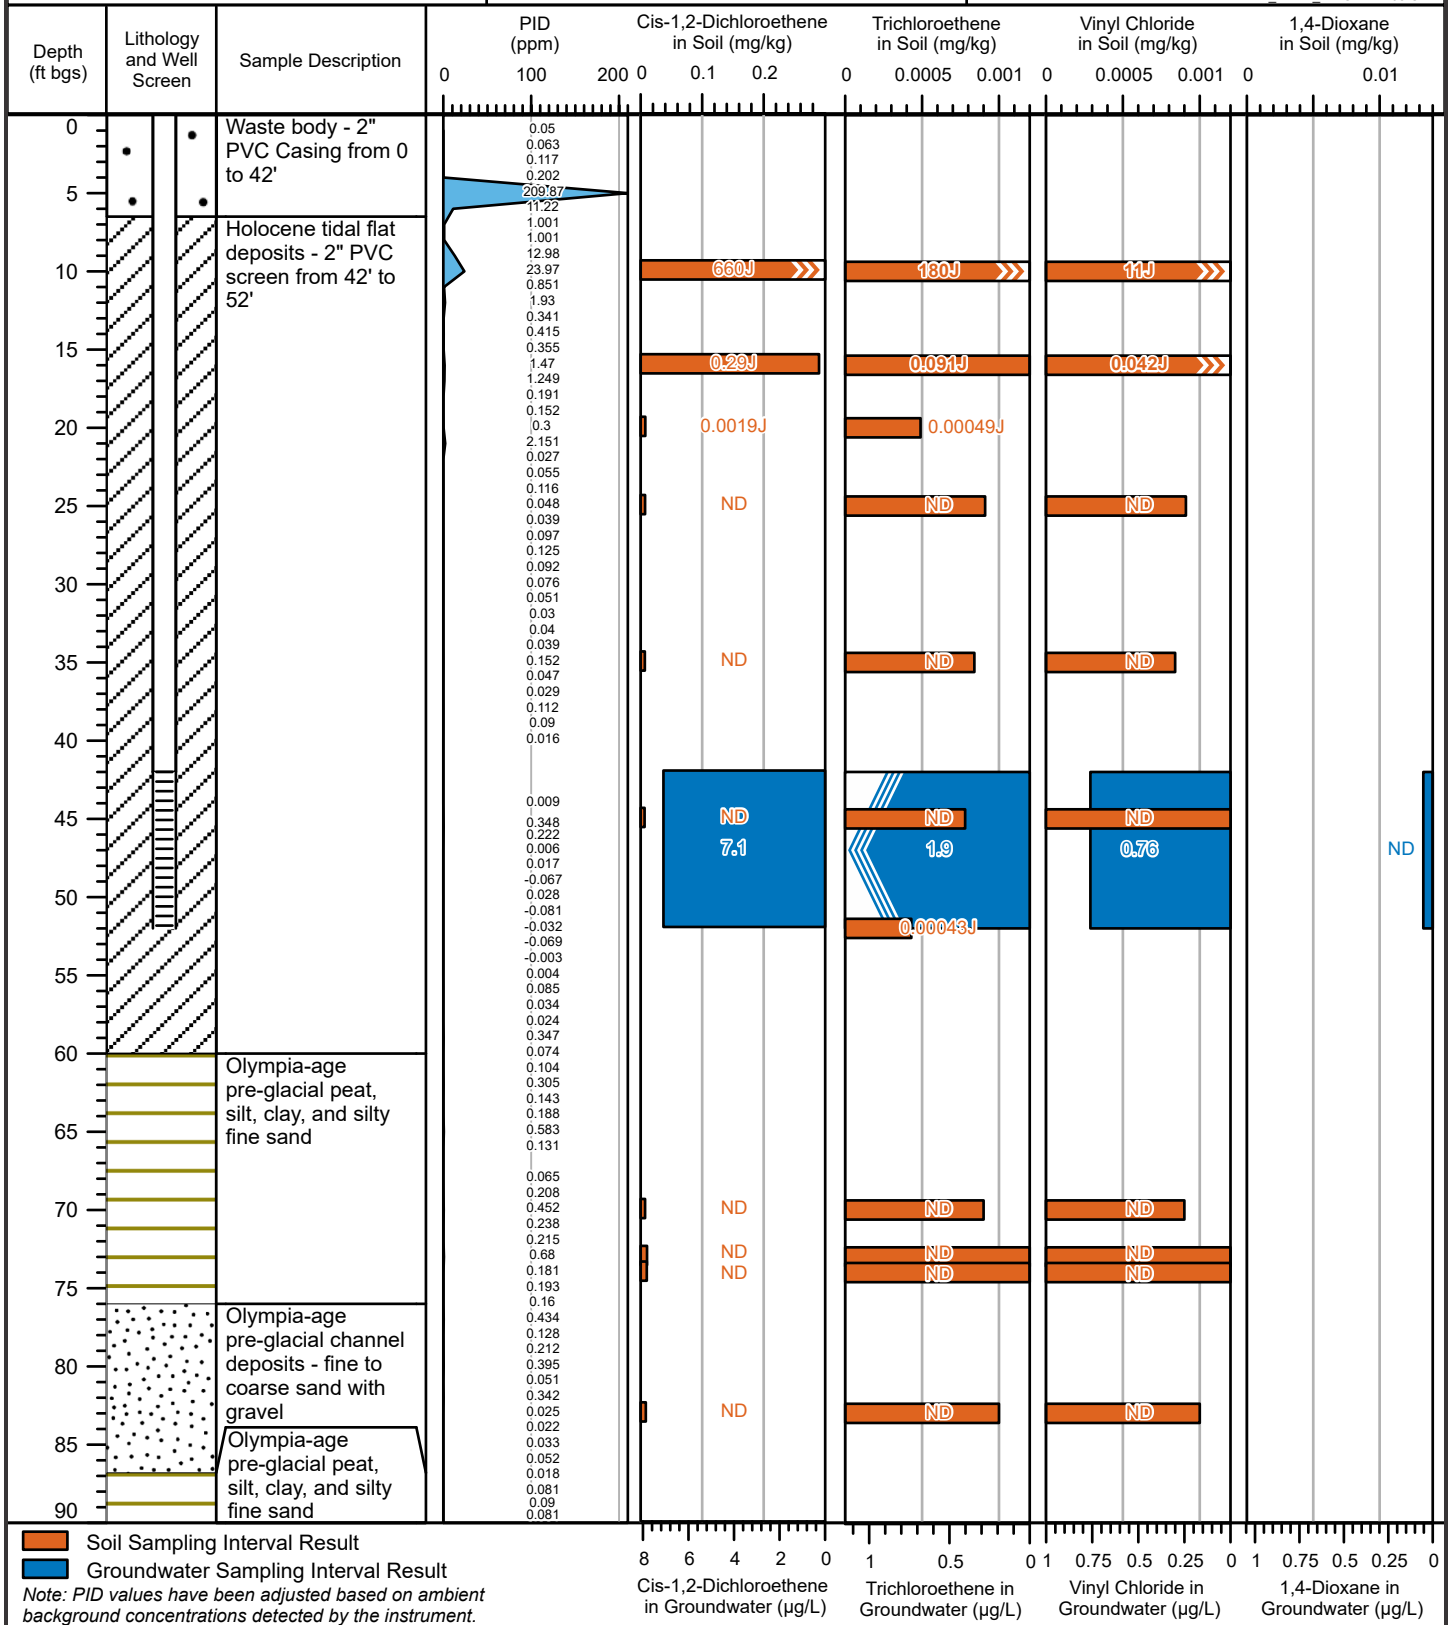 Depth
(ft bgs)
Lithology
and Well
Screen
Sample Description
PID
(ppm)
0 100 200
Cis-1,2-Dichloroethene
in Soil (mg/kg)
0 0.1 0.2
Trichloroethene
in Soil (mg/kg)
0 0.0005 0.001
Vinyl Chloride
in Soil (mg/kg)
0 0.0005 0.001
1,4-Dioxane
in Soil (mg/kg)
0 0.01
0
5
10
15
20
25
30
35
40
45
50
55
60
65
70
75
80
85
90
Waste body - 2"
PVC Casing from 0
to 42'
Holocene tidal flat
deposits - 2" PVC
screen from 42' to
52'
Olympia-age
pre-glacial peat,
silt, clay, and silty
fine sand
Olympia-age
pre-glacial channel
deposits - fine to
coarse sand with
gravel
Olympia-age
pre-glacial peat,
silt, clay, and silty
fine sand
0.05
0.063
0.117
0.202
209.87
11.22
1.001
1.001
12.98
23.97
0.851
1.93
0.341
0.415
0.355
1.47
1.249
0.191
0.152
0.3
2.151
0.027
0.055
0.116
0.048
0.039
0.097
0.125
0.092
0.076
0.051
0.03
0.04
0.039
0.152
0.047
0.029
0.112
0.09
0.016
0.009
0.348
0.222
0.006
0.017
-0.067
0.028
-0.081
-0.032
-0.069
-0.003
0.004
0.085
0.034
0.024
0.347
0.074
0.104
0.305
0.143
0.188
0.583
0.131
0.065
0.208
0.452
0.238
0.215
0.68
0.181
0.193
0.16
0.434
0.128
0.212
0.395
0.051
0.342
0.025
0.022
0.033
0.052
0.018
0.081
0.09
0.081
660J 180J 11J
0.29J 0.091J 0.042J
0.0019J 0.00049J
ND ND ND
ND ND ND
ND ND ND
7.1 1.9 0.76 ND
0.00043J
ND ND ND
ND ND ND
ND ND ND
ND ND ND
Soil Sampling Interval Result
Groundwater Sampling Interval Result
Note: PID values have been adjusted based on ambient
background concentrations detected by the instrument.
8 6 4 2 0
Cis-1,2-Dichloroethene
in Groundwater (µg/L)
1 0.5 0
Trichloroethene in
Groundwater (µg/L)
1 0.75 0.5 0.25 0
Vinyl Chloride in
Groundwater (µg/L)
1 0.75 0.5 0.25 0
1,4-Dioxane in
Groundwater (µg/L)